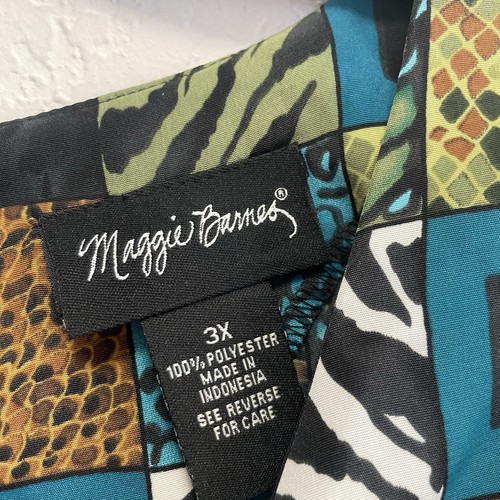 Maggie Barnes®
3X
100% POLYESTER
MADE IN
INDONESIA
SEE REVERSE
FOR CARE